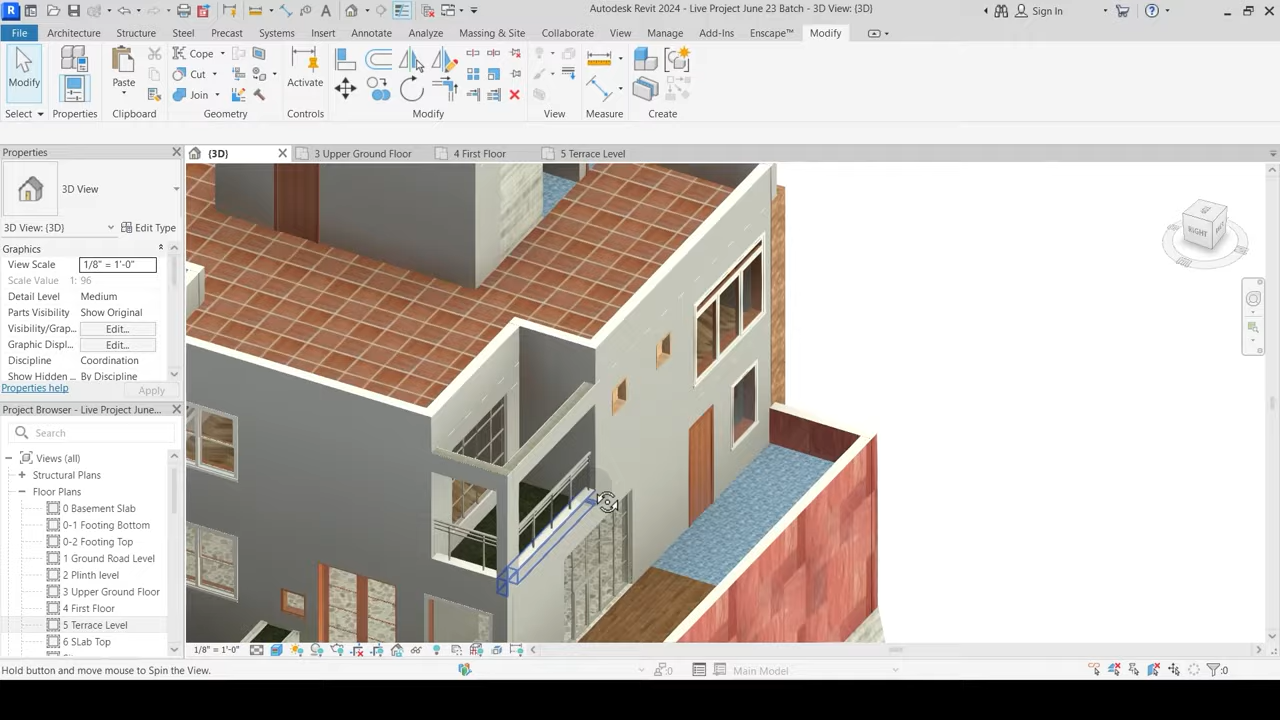 Autodesk Revit 2024 - Live Project June 23 Batch - 3D View: {3D}
Sign In
File Architecture Structure Steel Precast Systems Insert Annotate Analyze Massing & Site Collaborate View Manage Add-Ins Enscape™ Modify
Modify
Paste
Cope
Cut
Join
Activate
Select Properties Clipboard Geometry Controls Modify View Measure Create
Properties
{3D}
3 Upper Ground Floor
4 First Floor
5 Terrace Level
3D View
3D View: {3D}
Edit Type
Graphics
View Scale 1/8" = 1'-0"
Scale Value 1: 96
Detail Level Medium
Parts Visibility Show Original
Visibility/Grap... Edit...
Graphic Displ... Edit...
Discipline Coordination
Show Hidden ... By Discipline
Properties help
Apply
Project Browser - Live Project June...
Search
Views (all)
Structural Plans
Floor Plans
0 Basement Slab
0-1 Footing Bottom
0-2 Footing Top
1 Ground Road Level
2 Plinth level
3 Upper Ground Floor
4 First Floor
5 Terrace Level
6 SLab Top
RIGHT
1/8" = 1'-0"
Hold button and move mouse to Spin the View.
:0
Main Model
:0